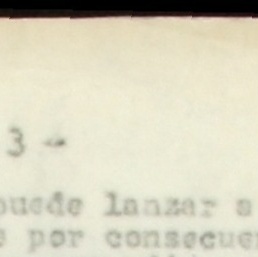 3 -
puede lanzar a
por consecuen